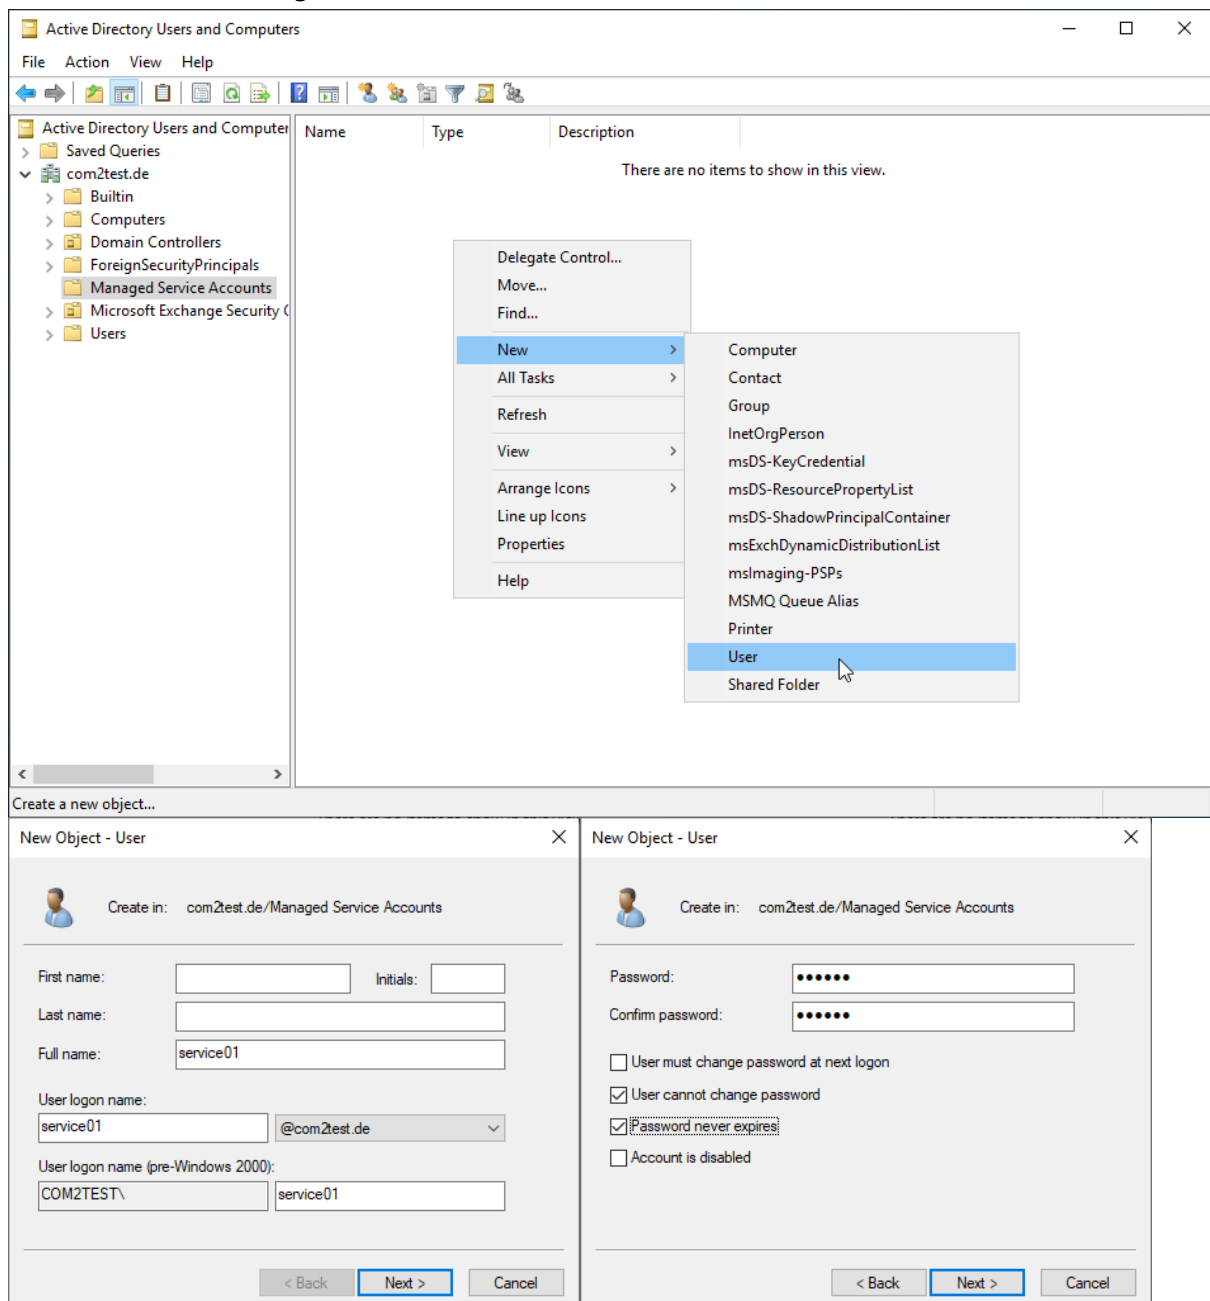 Active Directory Users and Computers
File Action View Help
Active Directory Users and Computer
Name Type Description
Saved Queries
There are no items to show in this view.
com2test.de
Builtin
Computers
Domain Controllers
ForeignSecurityPrincipals
Managed Service Accounts
Microsoft Exchange Security
Users
Delegate Control...
Move...
Find...
New
All Tasks
Refresh
View
Arrange Icons
Line up Icons
Properties
Help
Computer
Contact
Group
InetOrgPerson
msDS-KeyCredential
msDS-ResourcePropertyList
msDS-ShadowPrincipalContainer
msExchDynamicDistributionList
msImaging-PSPs
MSMQ Queue Alias
Printer
User
Shared Folder
Create a new object...
New Object - User
Create in: com2test.de/Managed Service Accounts
First name: Initials:
Last name:
Full name: service01
User logon name:
service01 @com2test.de
User logon name (pre-Windows 2000):
COM2TEST\ service01
< Back Next > Cancel
New Object - User
Create in: com2test.de/Managed Service Accounts
Password: ●●●●●●
Confirm password: ●●●●●●
User must change password at next logon
User cannot change password
Password never expires
Account is disabled
< Back Next > Cancel